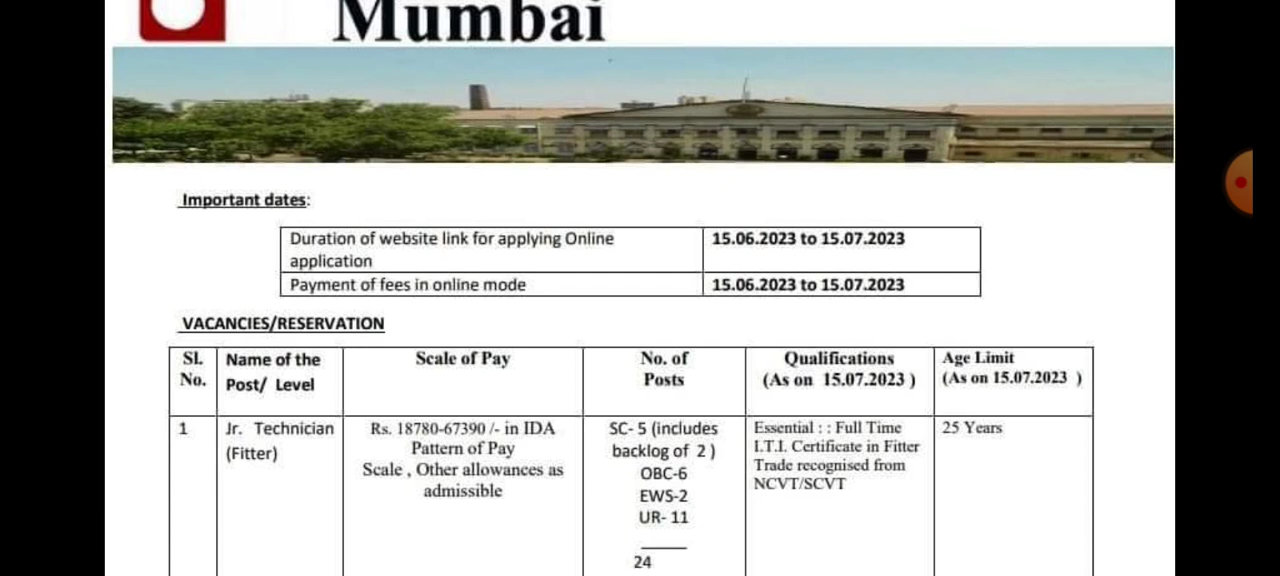 Mumbai
Important dates:
Duration of website link for applying Online
application
15.06.2023 to 15.07.2023
Payment of fees in online mode
15.06.2023 to 15.07.2023
VACANCIES/RESERVATION
Sl.
No.
Name of the
Post/ Level
Scale of Pay
No. of
Posts
Qualifications
(As on 15.07.2023 )
Age Limit
(As on 15.07.2023 )
1
Jr. Technician
(Fitter)
Rs. 18780-67390 /- in IDA
Pattern of Pay
Scale , Other allowances as
admissible
SC- 5 (includes
backlog of 2 )
OBC-6
EWS-2
UR- 11
24
Essential : : Full Time
I.T.I. Certificate in Fitter
Trade recognised from
NCVT/SCVT
25 Years